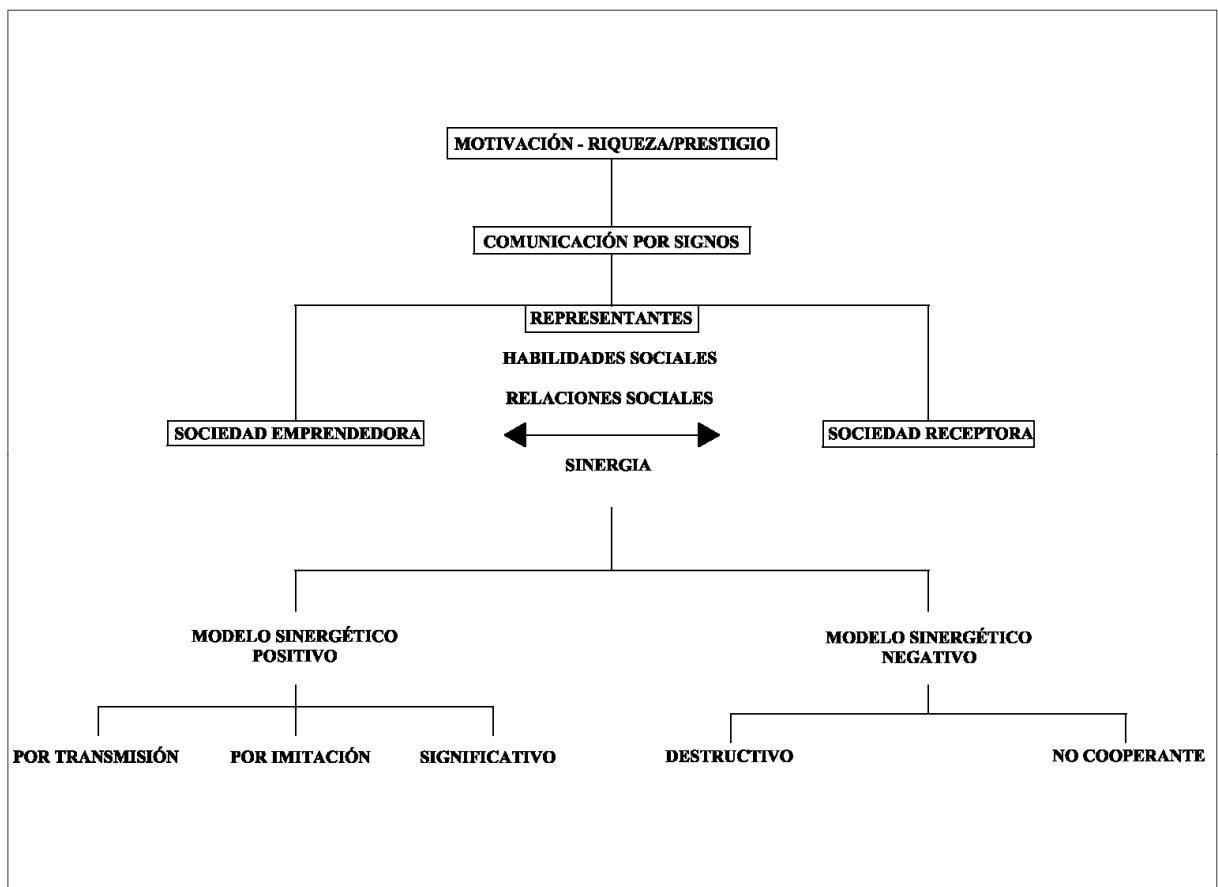 MOTIVACIÓN - RIQUEZA/PRESTIGIO
COMUNICACIÓN POR SIGNOS
REPRESENTANTES
HABILIDADES SOCIALES
RELACIONES SOCIALES
SOCIEDAD EMPRENDEDORA
SOCIEDAD RECEPTORA
SINERGIA
MODELO SINERGÉTICO
POSITIVO
MODELO SINERGÉTICO
NEGATIVO
POR TRANSMISIÓN
POR IMITACIÓN
SIGNIFICATIVO
DESTRUCTIVO
NO COOPERANTE